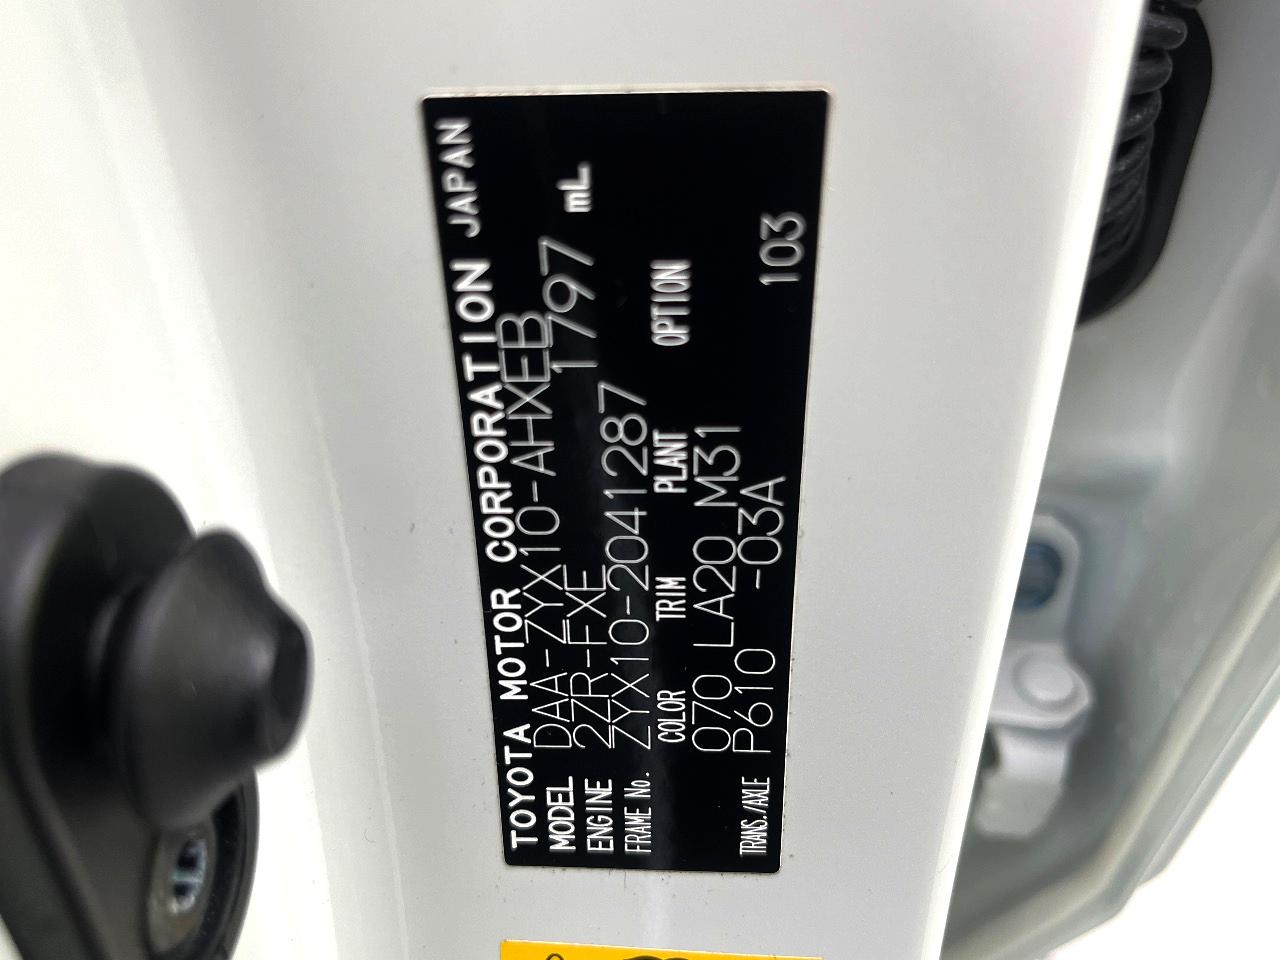 TOYOTA MOTOR CORPORATION JAPAN
MODEL DAA-ZYX10-AHXEB
ENGINE 2ZR-FXE 1797 mL
FRAME No. ZYX10-2041287
COLOR TRIM PLANT OPTION
070 LA20 M31
TRANS./AXLE P610 -03A 103